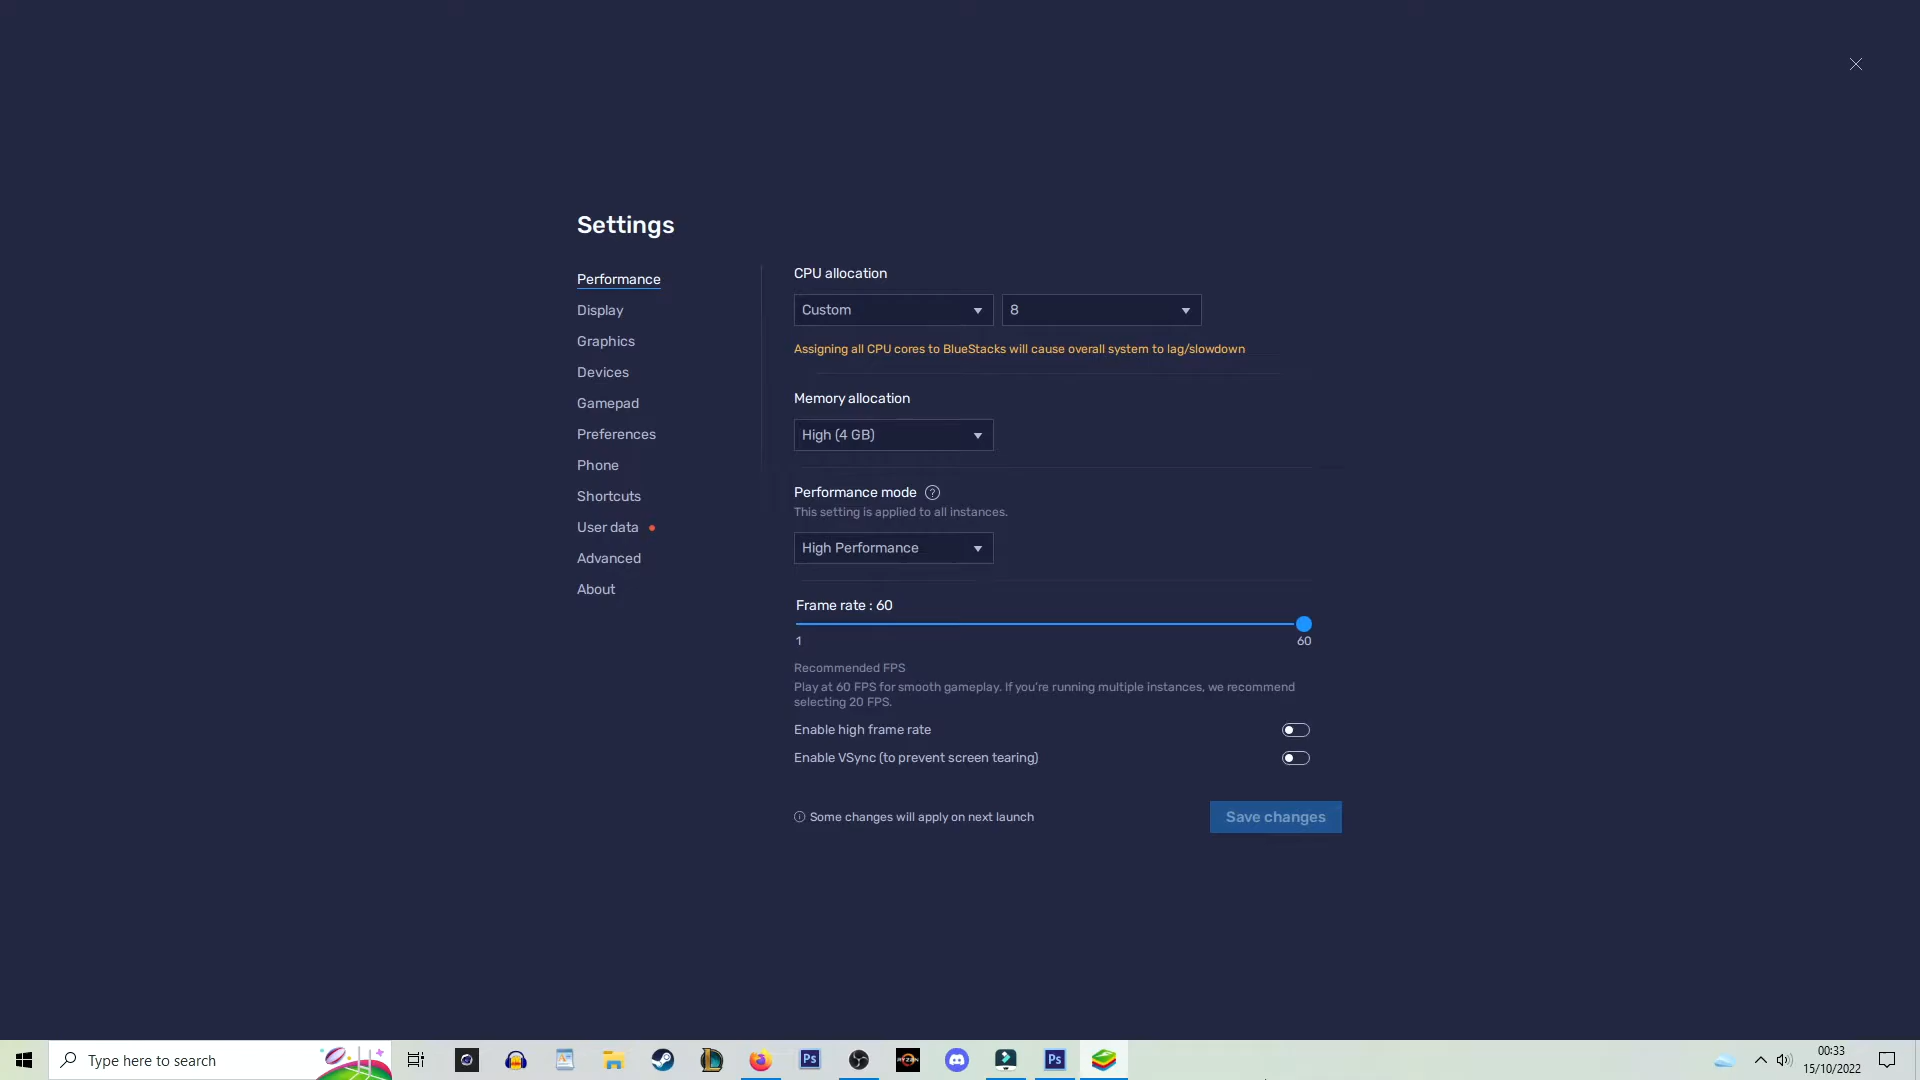 Settings
Performance
Display
Graphics
Devices
Gamepad
Preferences
Phone
Shortcuts
User data
Advanced
About
CPU allocation
Custom
8
Assigning all CPU cores to BlueStacks will cause overall system to lag/slowdown
Memory allocation
High (4 GB)
Performance mode ?
This setting is applied to all instances.
High Performance
Frame rate : 60
1
60
Recommended FPS
Play at 60 FPS for smooth gameplay. If you're running multiple instances, we recommend
selecting 20 FPS.
Enable high frame rate
Enable VSync (to prevent screen tearing)
Some changes will apply on next launch
Save changes
Type here to search
Ps
RYZEN
Ps
00:33
15/10/2022